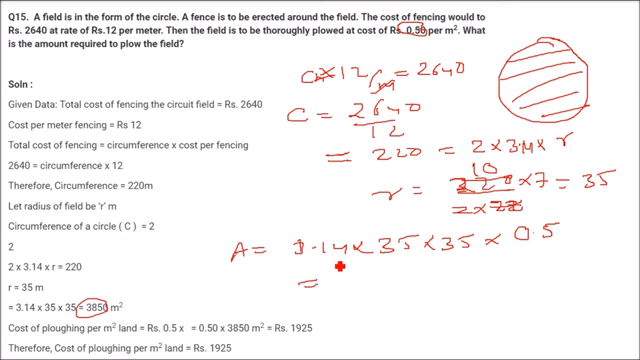 Q15. A field is in the form of the circle. A fence is to be erected around the field. The cost of fencing would to
Rs. 2640 at rate of Rs.12 per meter. Then the field is to be thoroughly plowed at cost of Rs. 0.50 per m². What
is the amount required to plow the field?
Soln :
Given Data: Total cost of fencing the circuit field = Rs. 2640
Cost per meter fencing = Rs 12
Total cost of fencing = circumference x cost per fencing
2640 = circumference x 12
Therefore, Circumference = 220m
Let radius of field be 'r' m
Circumference of a circle ( C ) = 2
2
2 x 3.14 x r = 220
r = 35 m
= 3.14 x 35 x 35 = 3850 m²
Cost of ploughing per m² land = Rs. 0.5 x = 0.50 x 3850 m² = Rs. 1925
Therefore, Cost of ploughing per m² land = Rs. 1925
C × 12 /m = 2640
C = 2640
12
= 220 = 2 × 3.14 × r
10
r = 220 × 7 = 35
2 × 22
A = 3.14 × 35 × 35 × 0.5
=